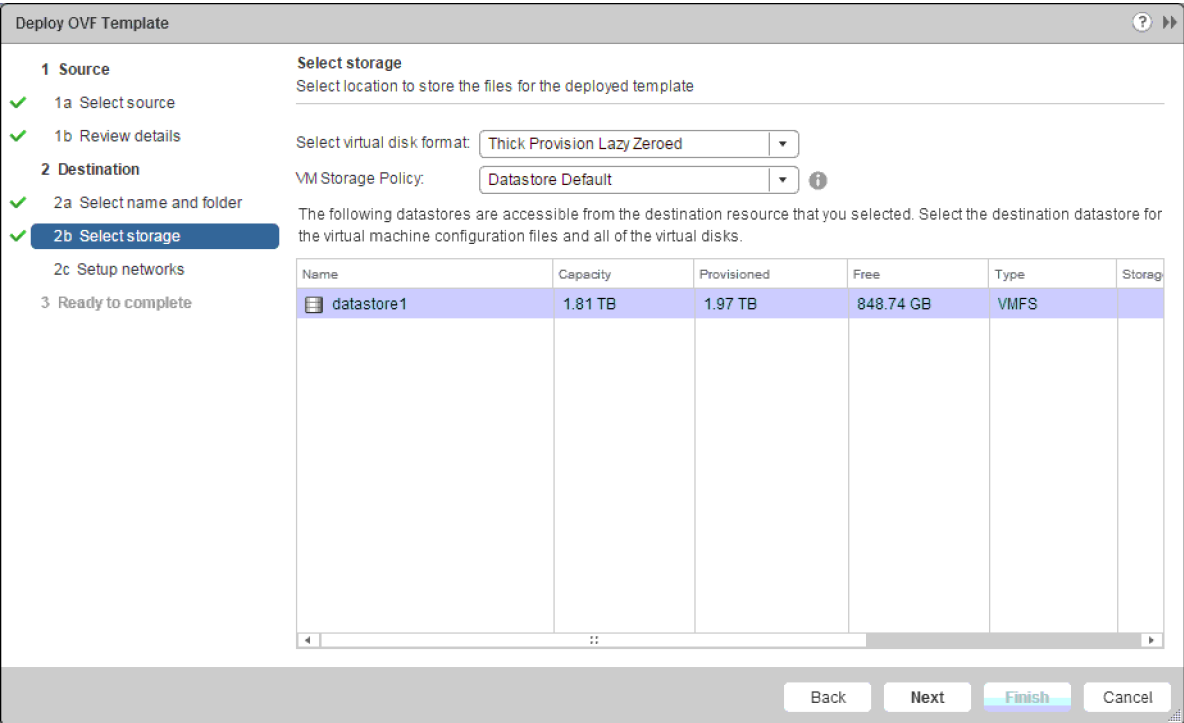 Deploy OVF Template
?
1 Source
1a Select source
1b Review details
2 Destination
2a Select name and folder
2b Select storage
2c Setup networks
3 Ready to complete
Select storage
Select location to store the files for the deployed template
Select virtual disk format: Thick Provision Lazy Zeroed
VM Storage Policy: Datastore Default
The following datastores are accessible from the destination resource that you selected. Select the destination datastore for
the virtual machine configuration files and all of the virtual disks.
Name Capacity Provisioned Free Type Storag
datastore1 1.81 TB 1.97 TB 848.74 GB VMFS
Back Next Finish Cancel